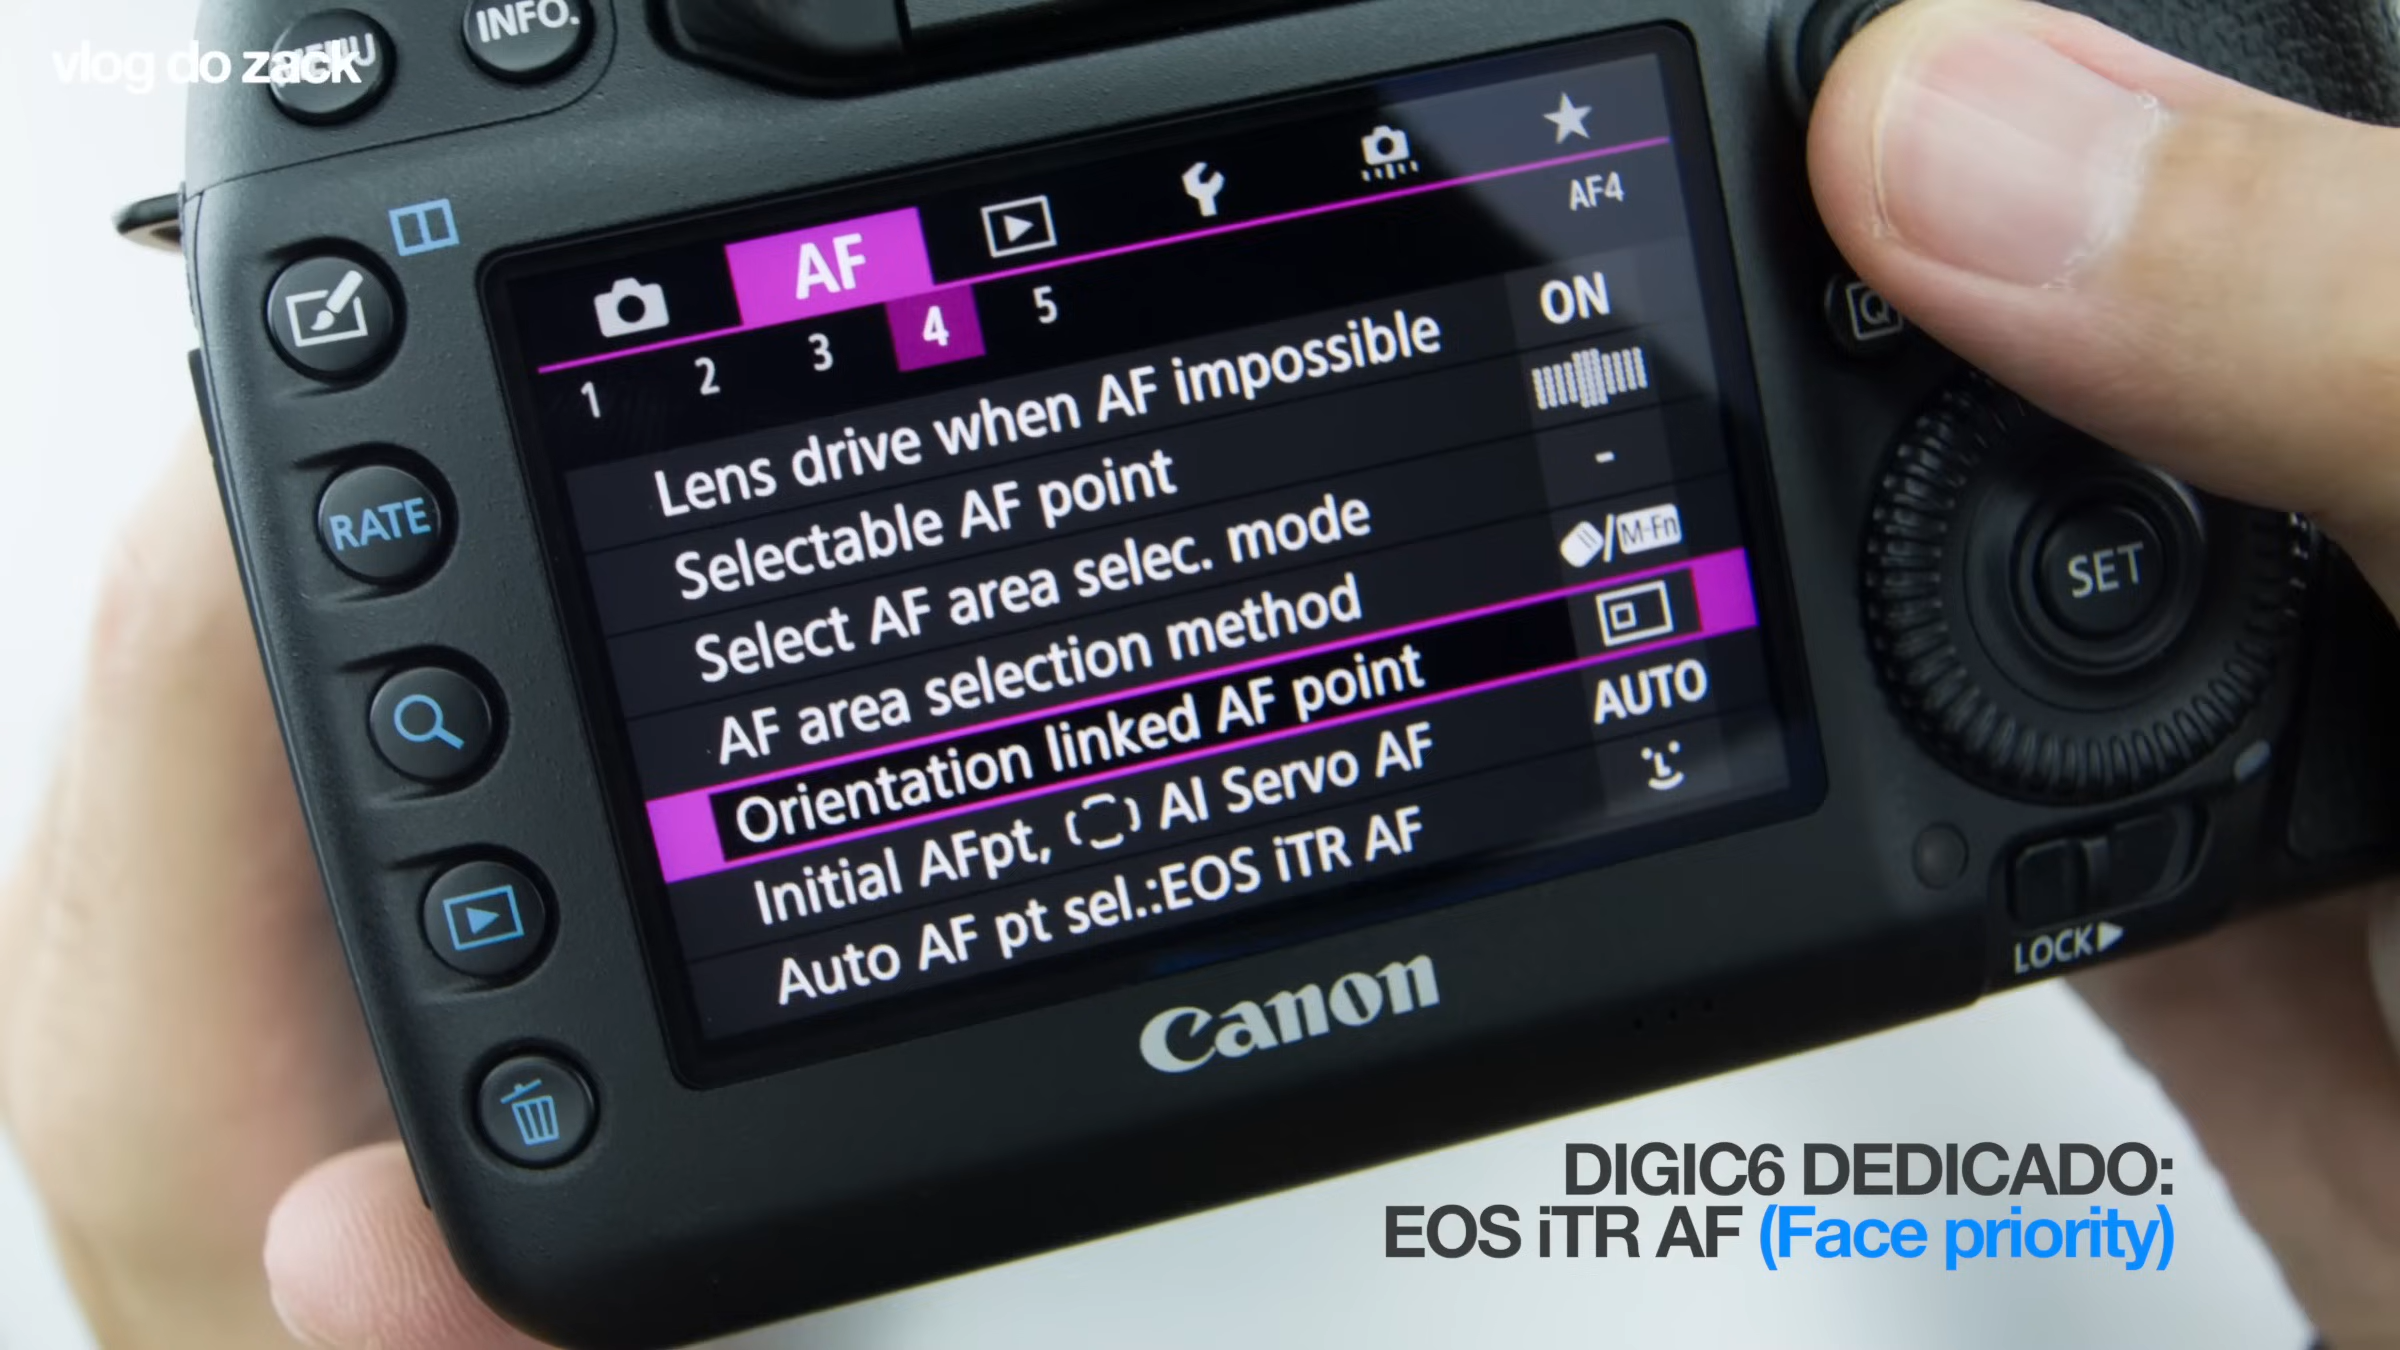 vlog do zack
MENU
INFO.
AF
AF4
1 2 3 4 5
Lens drive when AF impossible ON
Selectable AF point
Select AF area selec. mode -
AF area selection method /M-Fn
Orientation linked AF point
Initial AFpt, AI Servo AF AUTO
Auto AF pt sel.:EOS iTR AF
RATE
Q
SET
LOCK▶
Canon
DIGIC6 DEDICADO:
EOS iTR AF (Face priority)